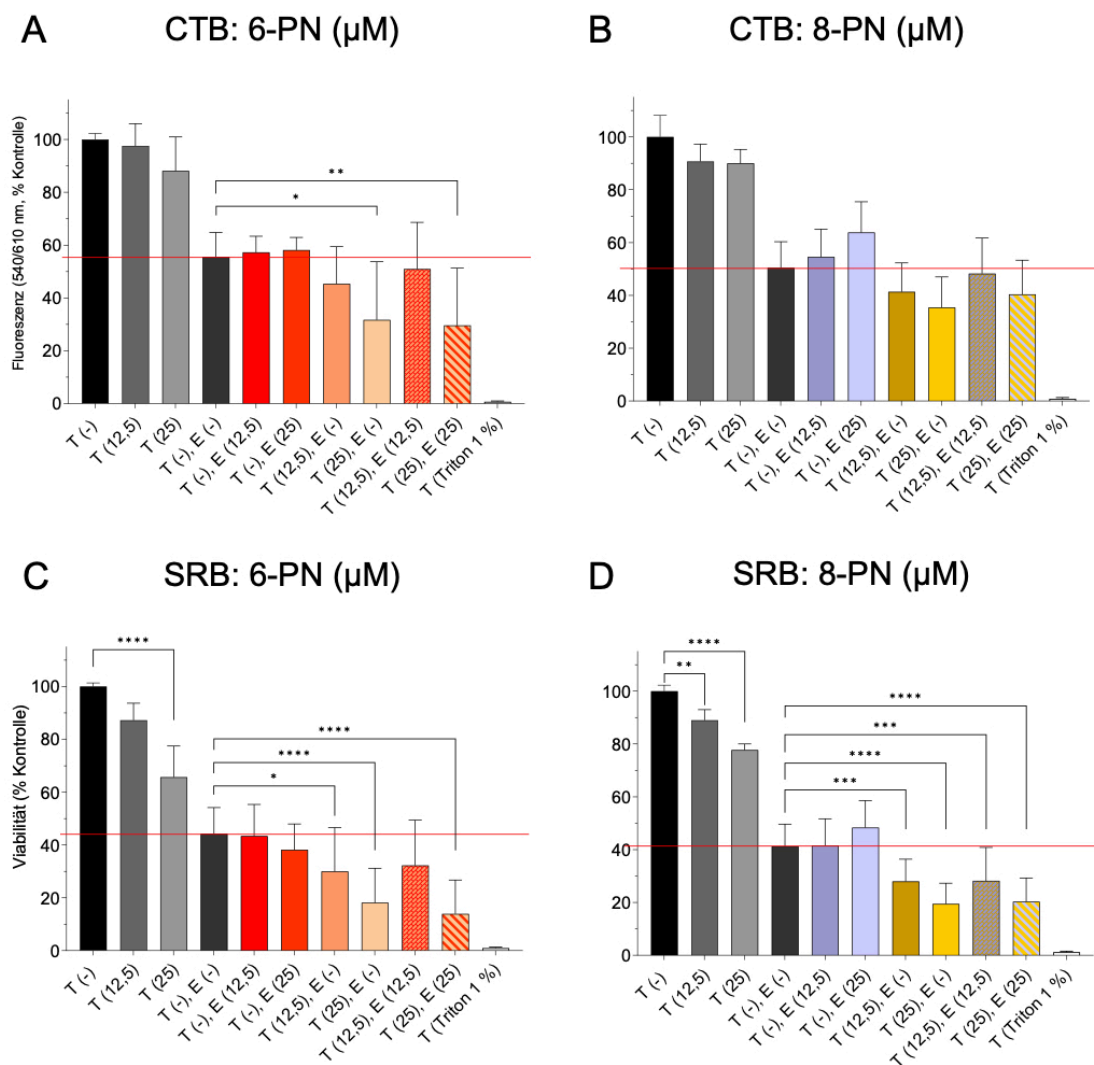 A
CTB: 6-PN (µM)
Fluoreszenz (540/610 nm, % Kontrolle)
100
80
60
40
20
0
**
*
T (-)
T (12,5)
T (25)
T (-), E (-)
T (-), E (12,5)
T (-), E (25)
T (12,5), E (-)
T (25), E (-)
T (12,5), E (12,5)
T (25), E (25)
T (Triton 1 %)
B
CTB: 8-PN (µM)
100
80
60
40
20
0
T (-)
T (12,5)
T (25)
T (-), E (-)
T (-), E (12,5)
T (-), E (25)
T (12,5), E (-)
T (25), E (-)
T (12,5), E (12,5)
T (25), E (25)
T (Triton 1 %)
C
SRB: 6-PN (µM)
Viabilität (% Kontrolle)
100
80
60
40
20
0
****
****
****
*
T (-)
T (12,5)
T (25)
T (-), E (-)
T (-), E (12,5)
T (-), E (25)
T (12,5), E (-)
T (25), E (-)
T (12,5), E (12,5)
T (25), E (25)
T (Triton 1 %)
D
SRB: 8-PN (µM)
100
80
60
40
20
0
****
**
****
***
****
***
T (-)
T (12,5)
T (25)
T (-), E (-)
T (-), E (12,5)
T (-), E (25)
T (12,5), E (-)
T (25), E (-)
T (12,5), E (12,5)
T (25), E (25)
T (Triton 1 %)